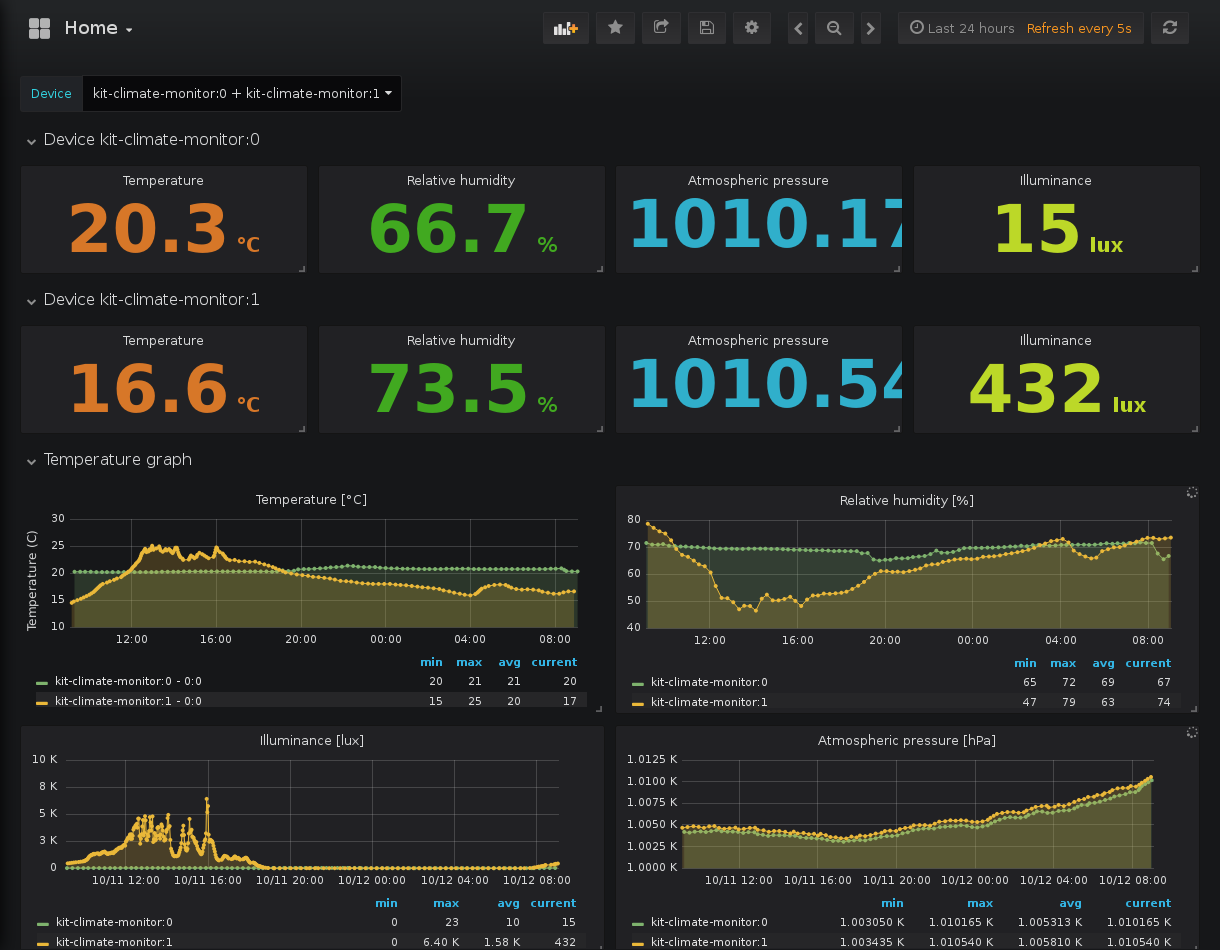 Home
Last 24 hours Refresh every 5s
Device kit-climate-monitor:0 + kit-climate-monitor:1
Device kit-climate-monitor:0
Temperature Relative humidity Atmospheric pressure Illuminance
20.3 °C 66.7 % 1010.17 15 lux
Device kit-climate-monitor:1
Temperature Relative humidity Atmospheric pressure Illuminance
16.6 °C 73.5 % 1010.54 432 lux
Temperature graph
Temperature [°C]
Temperature (C)
30
25
20
15
10
12:00 16:00 20:00 00:00 04:00 08:00
min max avg current
kit-climate-monitor:0 - 0:0 20 21 21 20
kit-climate-monitor:1 - 0:0 15 25 20 17
Relative humidity [%]
80
70
60
50
40
12:00 16:00 20:00 00:00 04:00 08:00
min max avg current
kit-climate-monitor:0 65 72 69 67
kit-climate-monitor:1 47 79 63 74
Illuminance [lux]
10 K
8 K
5 K
3 K
0
10/11 12:00 10/11 16:00 10/11 20:00 10/12 00:00 10/12 04:00 10/12 08:00
min max avg current
kit-climate-monitor:0 0 23 10 15
kit-climate-monitor:1 0 6.40 K 1.58 K 432
Atmospheric pressure [hPa]
1.0125 K
1.0100 K
1.0075 K
1.0050 K
1.0025 K
1.0000 K
10/11 12:00 10/11 16:00 10/11 20:00 10/12 00:00 10/12 04:00 10/12 08:00
min max avg current
kit-climate-monitor:0 1.003050 K 1.010165 K 1.005313 K 1.010165 K
kit-climate-monitor:1 1.003435 K 1.010540 K 1.005810 K 1.010540 K